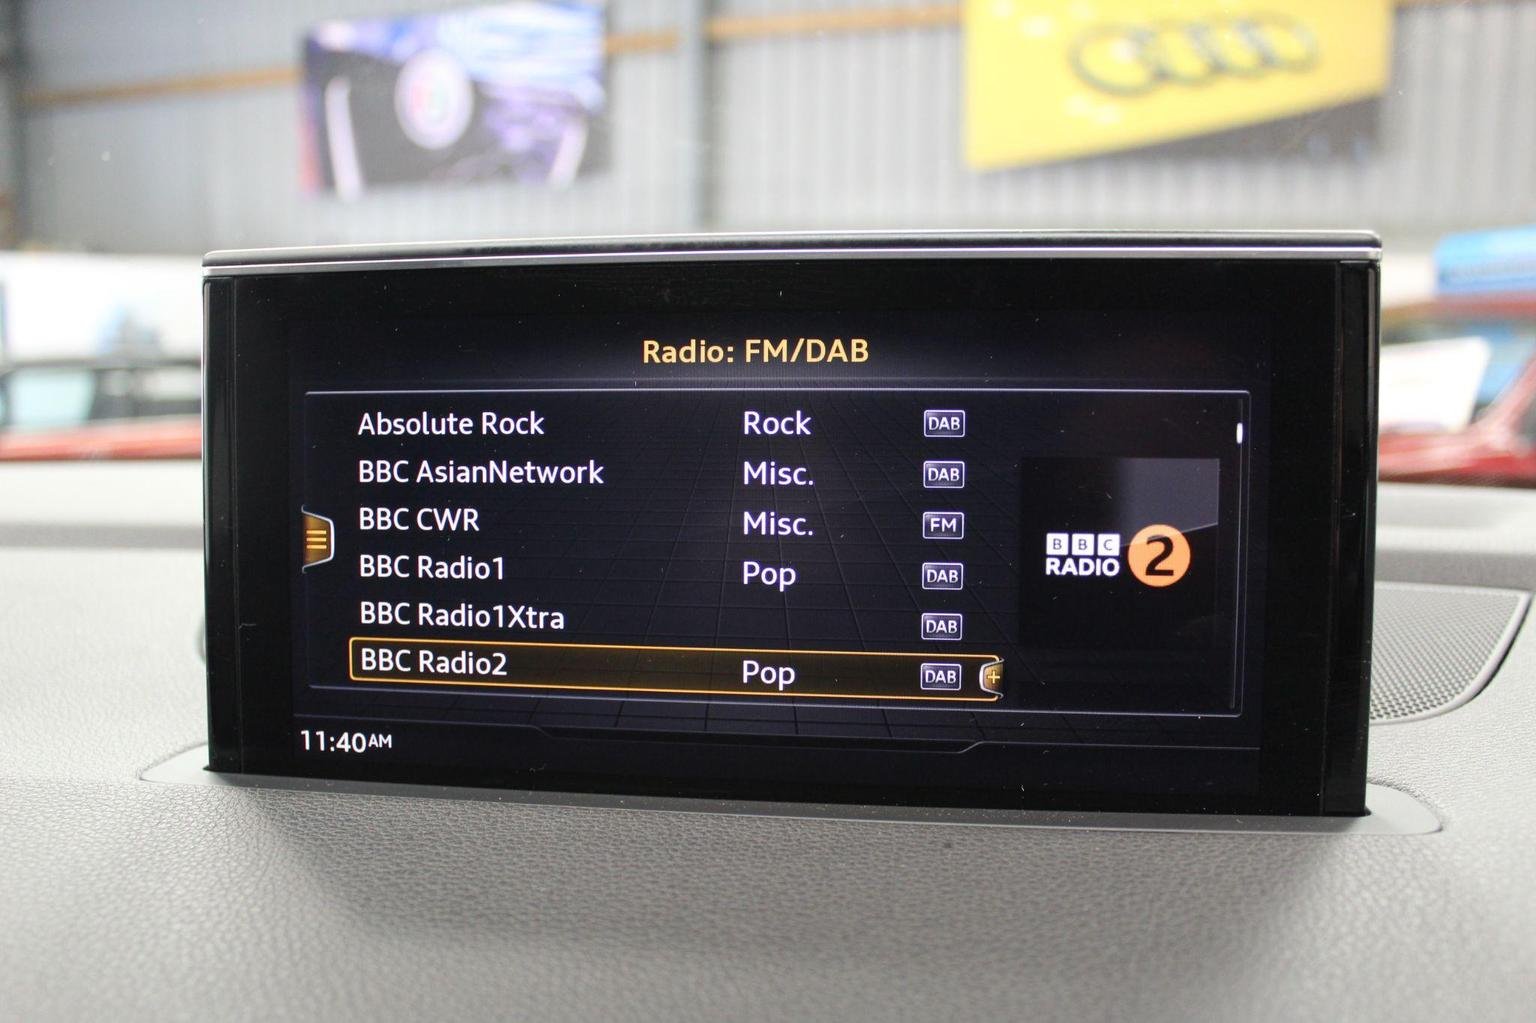 Radio: FM/DAB
Absolute Rock Rock DAB
BBC AsianNetwork Misc. DAB
BBC CWR Misc. FM
BBC Radio1 Pop DAB
BBC Radio1Xtra DAB
BBC Radio2 Pop DAB +
BBC
RADIO 2
11:40AM